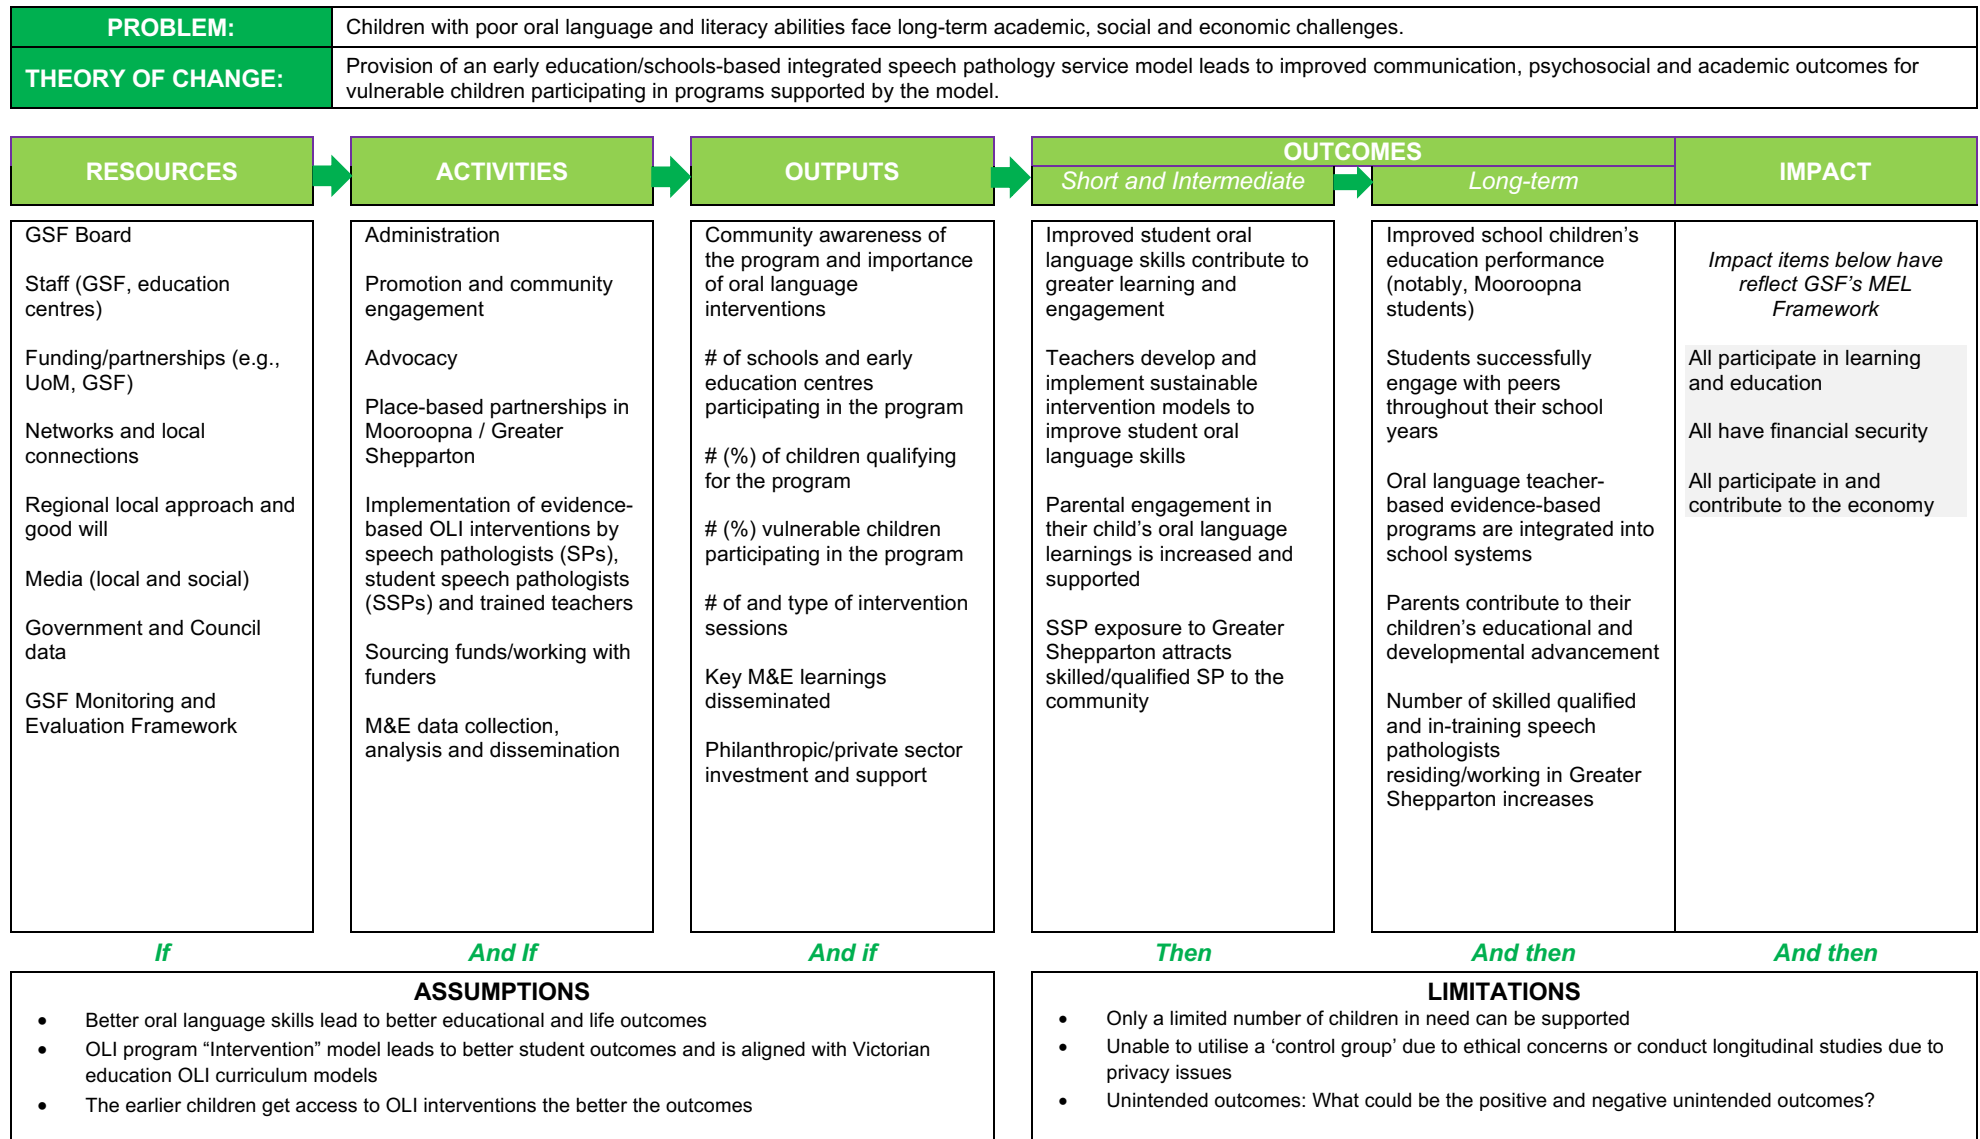 PROBLEM:
Children with poor oral language and literacy abilities face long-term academic, social and economic challenges.
THEORY OF CHANGE:
Provision of an early education/schools-based integrated speech pathology service model leads to improved communication, psychosocial and academic outcomes for
vulnerable children participating in programs supported by the model.
RESOURCES
ACTIVITIES
OUTPUTS
OUTCOMES
Short and Intermediate
Long-term
IMPACT
GSF Board
Staff (GSF, education
centres)
Funding/partnerships (e.g.,
UoM, GSF)
Networks and local
connections
Regional local approach and
good will
Media (local and social)
Government and Council
data
GSF Monitoring and
Evaluation Framework
Administration
Promotion and community
engagement
Advocacy
Place-based partnerships in
Mooroopna / Greater
Shepparton
Implementation of evidence-
based OLI interventions by
speech pathologists (SPs),
student speech pathologists
(SSPs) and trained teachers
Sourcing funds/working with
funders
M&E data collection,
analysis and dissemination
Community awareness of
the program and importance
of oral language
interventions
# of schools and early
education centres
participating in the program
# (%) of children qualifying
for the program
# (%) vulnerable children
participating in the program
# of and type of intervention
sessions
Key M&E learnings
disseminated
Philanthropic/private sector
investment and support
Improved student oral
language skills contribute to
greater learning and
engagement
Teachers develop and
implement sustainable
intervention models to
improve student oral
language skills
Parental engagement in
their child's oral language
learnings is increased and
supported
SSP exposure to Greater
Shepparton attracts
skilled/qualified SP to the
community
Improved school children's
education performance
(notably, Mooroopna
students)
Students successfully
engage with peers
throughout their school
years
Oral language teacher-
based evidence-based
programs are integrated into
school systems
Parents contribute to their
children's educational and
developmental advancement
Number of skilled qualified
and in-training speech
pathologists
residing/working in Greater
Shepparton increases
Impact items below have
reflect GSF's MEL
Framework
All participate in learning
and education
All have financial security
All participate in and
contribute to the economy
If
And If
And if
Then
And then
And then
ASSUMPTIONS
• Better oral language skills lead to better educational and life outcomes
• OLI program “Intervention” model leads to better student outcomes and is aligned with Victorian
education OLI curriculum models
• The earlier children get access to OLI interventions the better the outcomes
LIMITATIONS
• Only a limited number of children in need can be supported
• Unable to utilise a ‘control group’ due to ethical concerns or conduct longitudinal studies due to
privacy issues
• Unintended outcomes: What could be the positive and negative unintended outcomes?